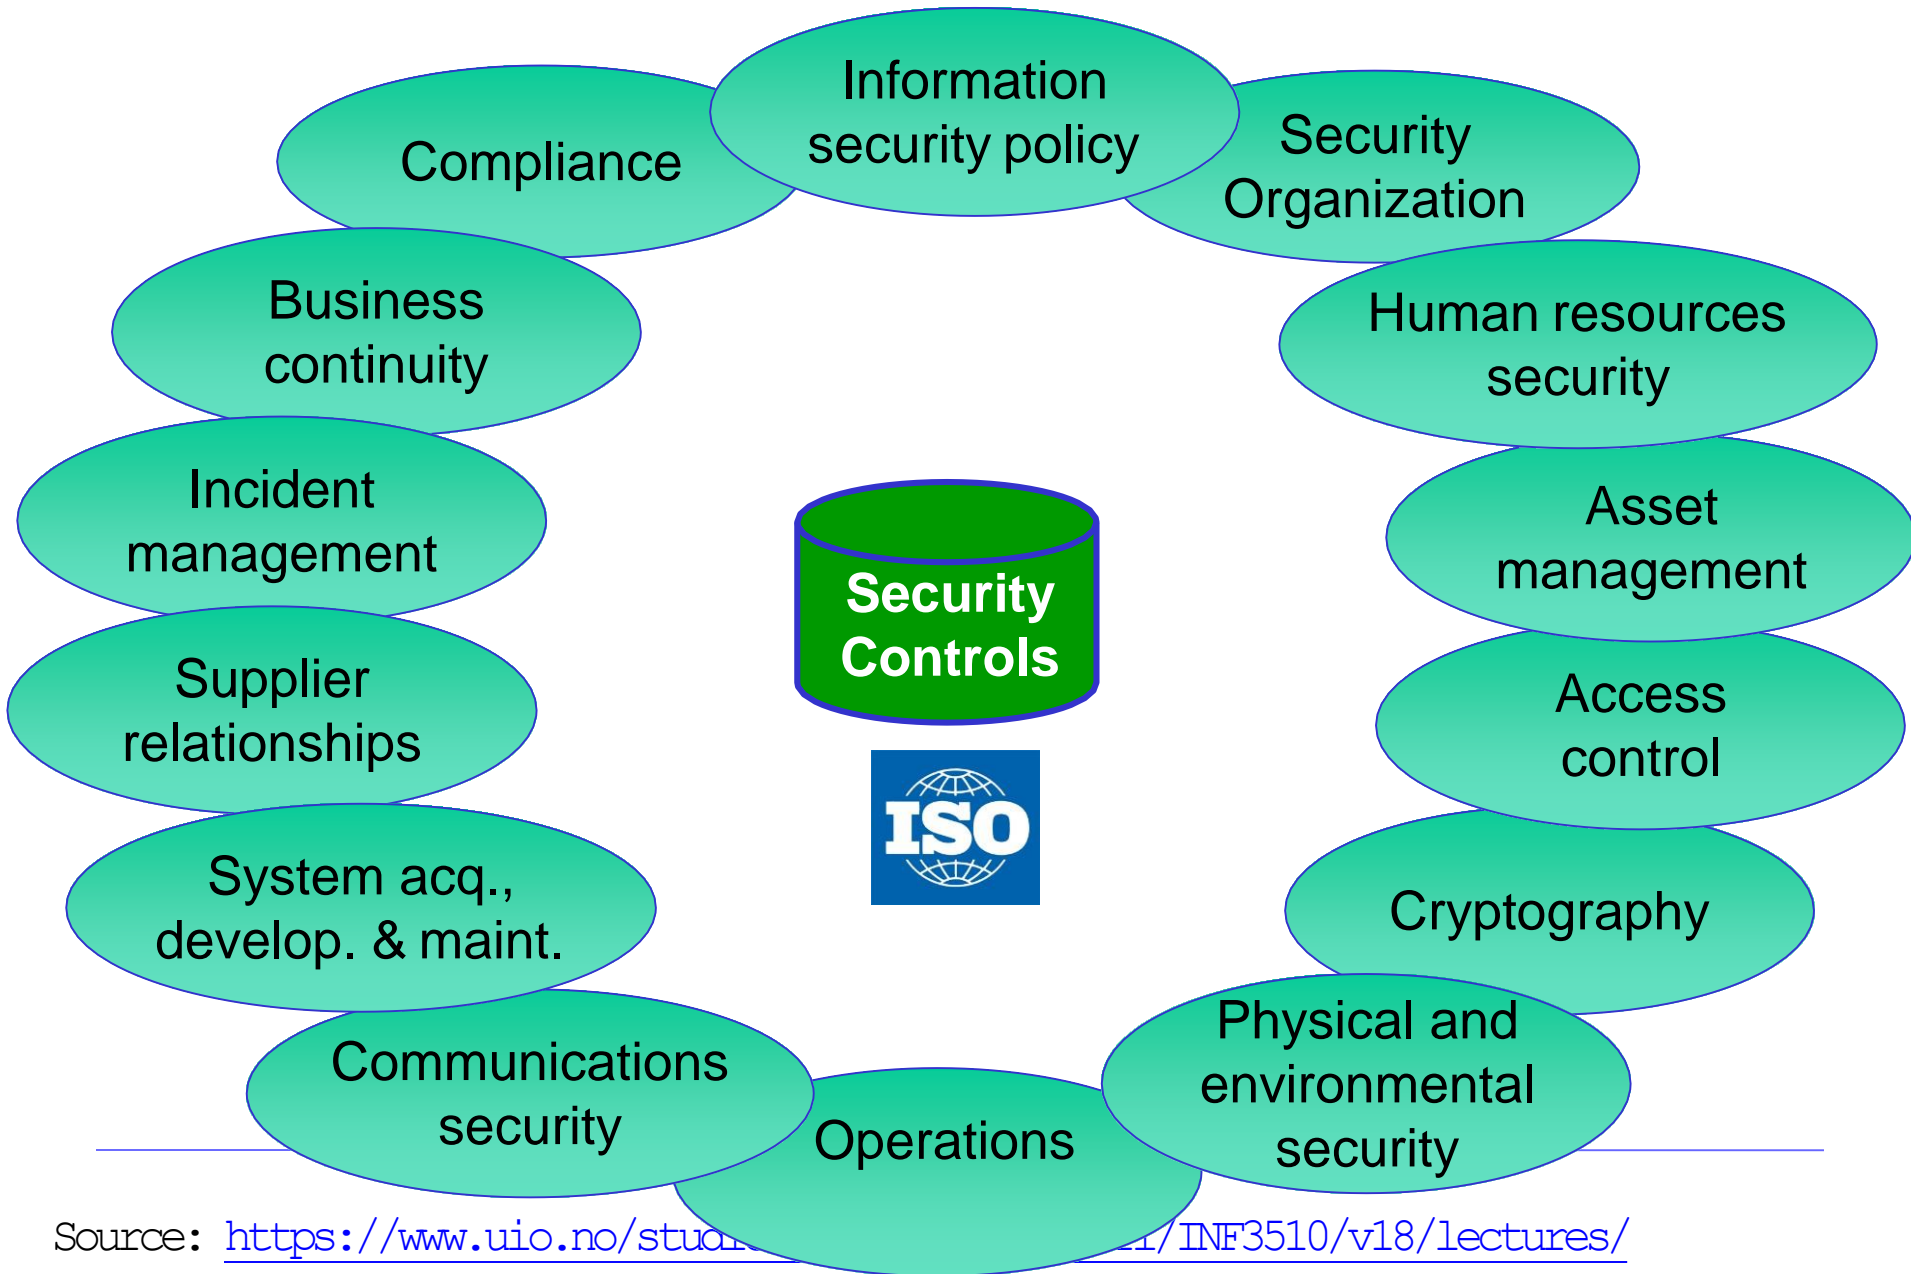 Information
security policy
Security
Organization
Human resources
security
Asset
management
Access
control
Cryptography
Physical and
environmental
security
Operations
Communications
security
System acq.,
develop. & maint.
Supplier
relationships
Incident
management
Business
continuity
Compliance
Security
Controls
ISO
Source: https://www.uio.no/studi /INF3510/v18/lectures/